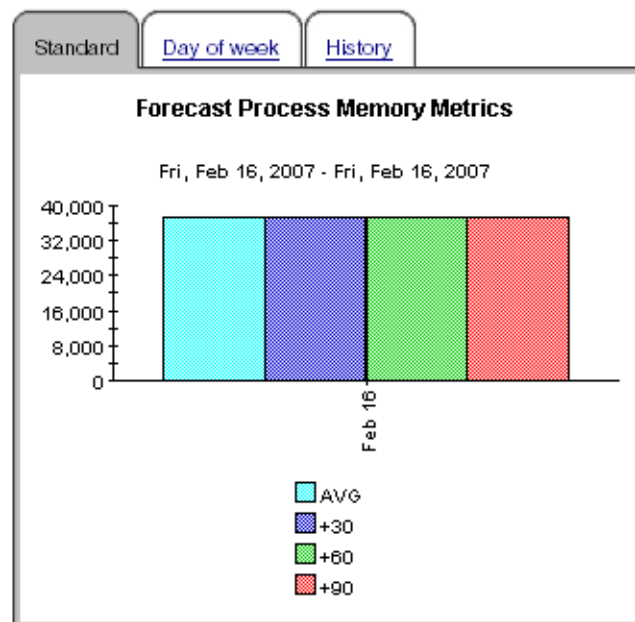 Standard Day of week History
Forecast Process Memory Metrics
Fri, Feb 16, 2007 - Fri, Feb 16, 2007
40,000
32,000
24,000
16,000
8,000
0
Feb 16
AVG
+30
+60
+90